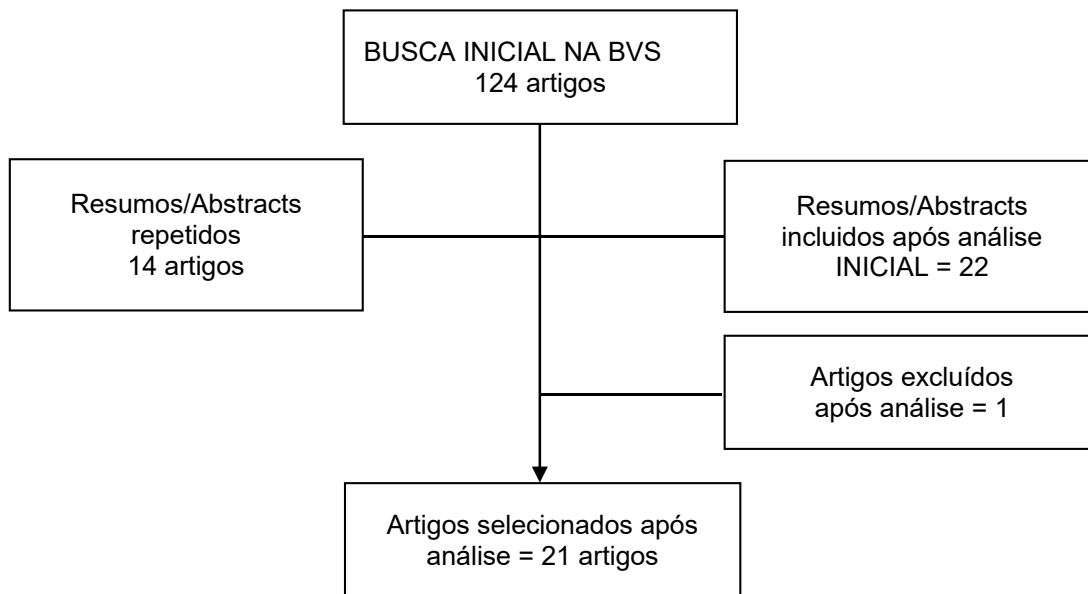 BUSCA INICIAL NA BVS
124 artigos
Resumos/Abstracts
repetidos
14 artigos
Resumos/Abstracts
incluidos após análise
INICIAL = 22
Artigos excluídos
após análise = 1
Artigos selecionados após
análise = 21 artigos